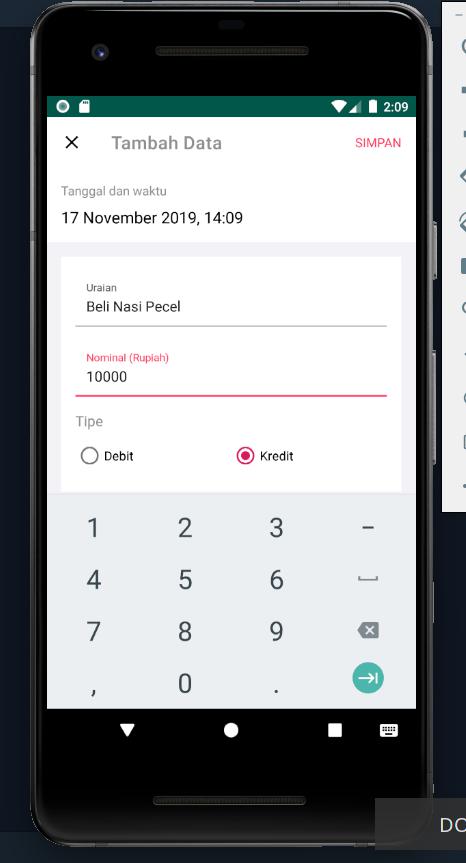 2:09
Tambah Data SIMPAN
Tanggal dan waktu
17 November 2019, 14:09
Uraian
Beli Nasi Pecel
Nominal (Rupiah)
10000
Tipe
Debit Kredit
1 2 3 -
4 5 6
7 8 9
, 0 .